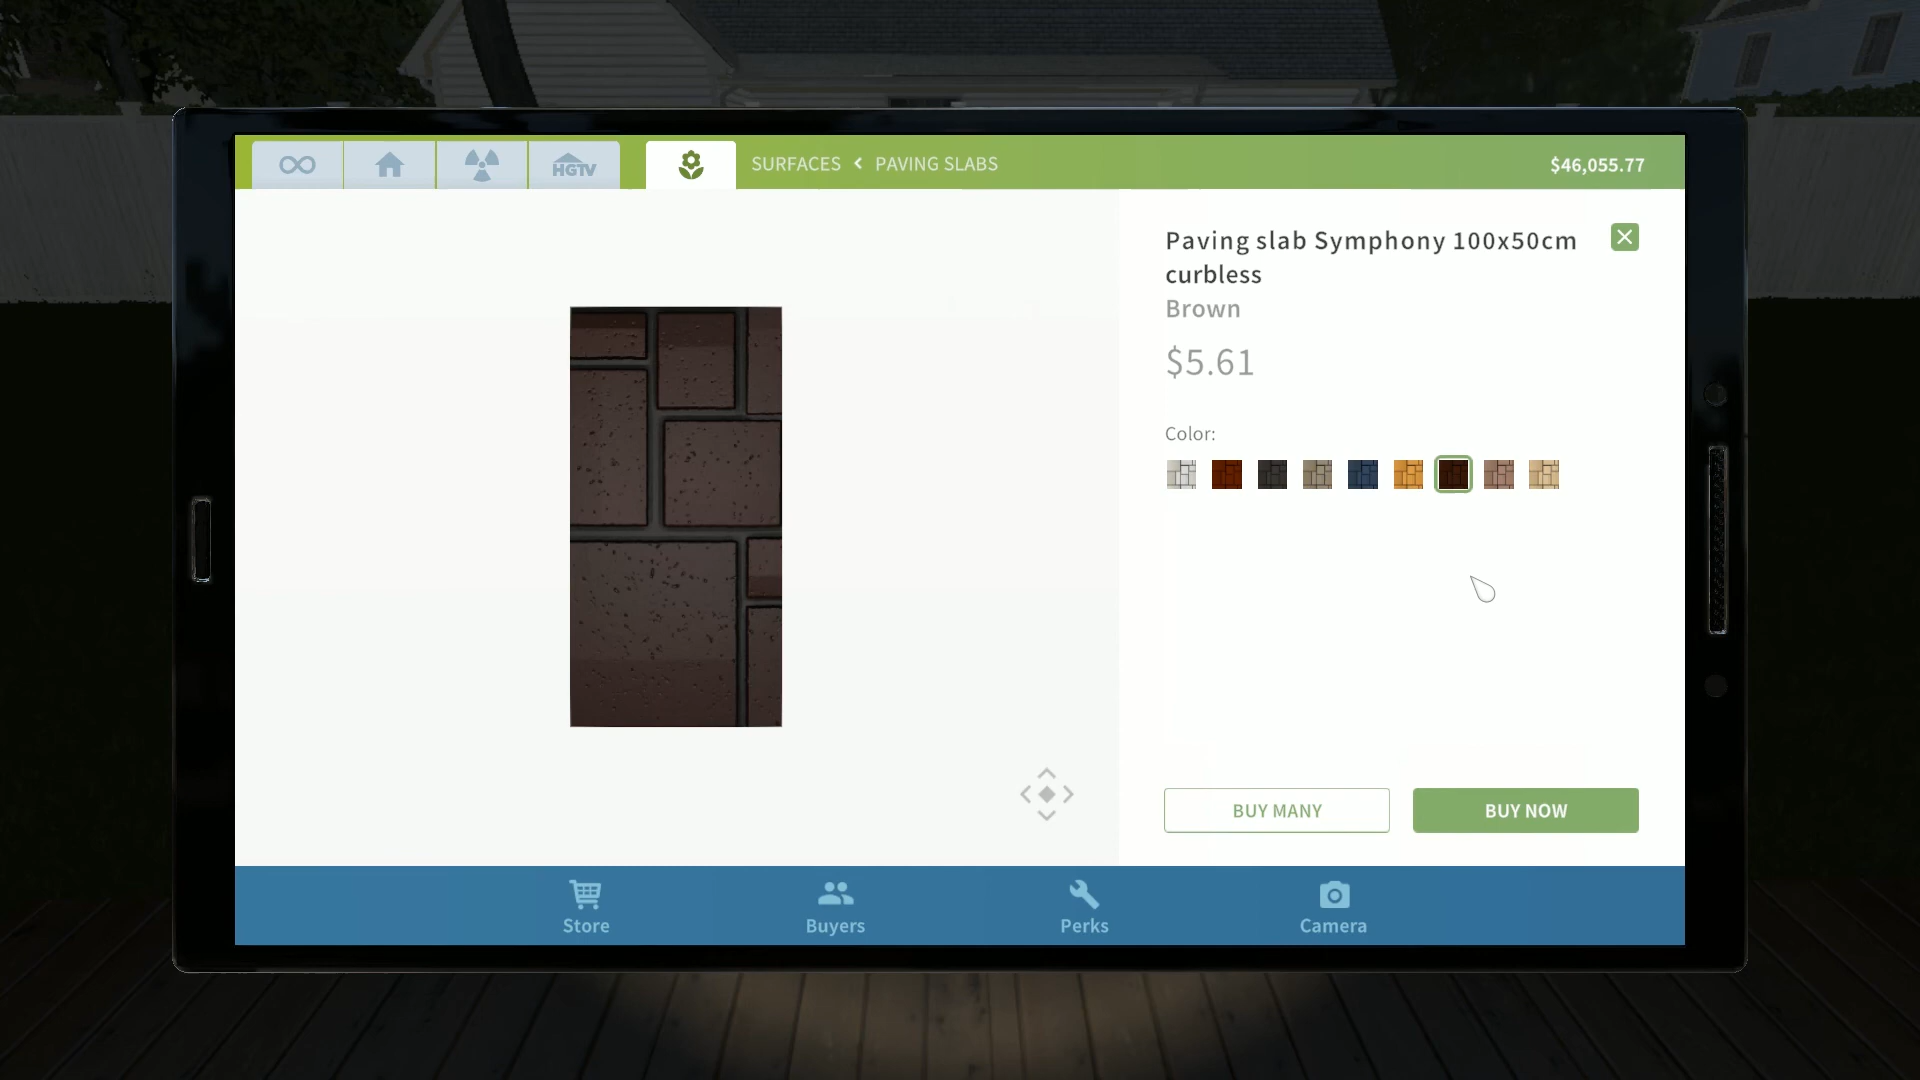 HGTV
SURFACES
PAVING SLABS
$46,055.77
Paving slab Symphony 100x50cm
curbless
Brown
$5.61
Color:
BUY MANY
BUY NOW
Store
Buyers
Perks
Camera